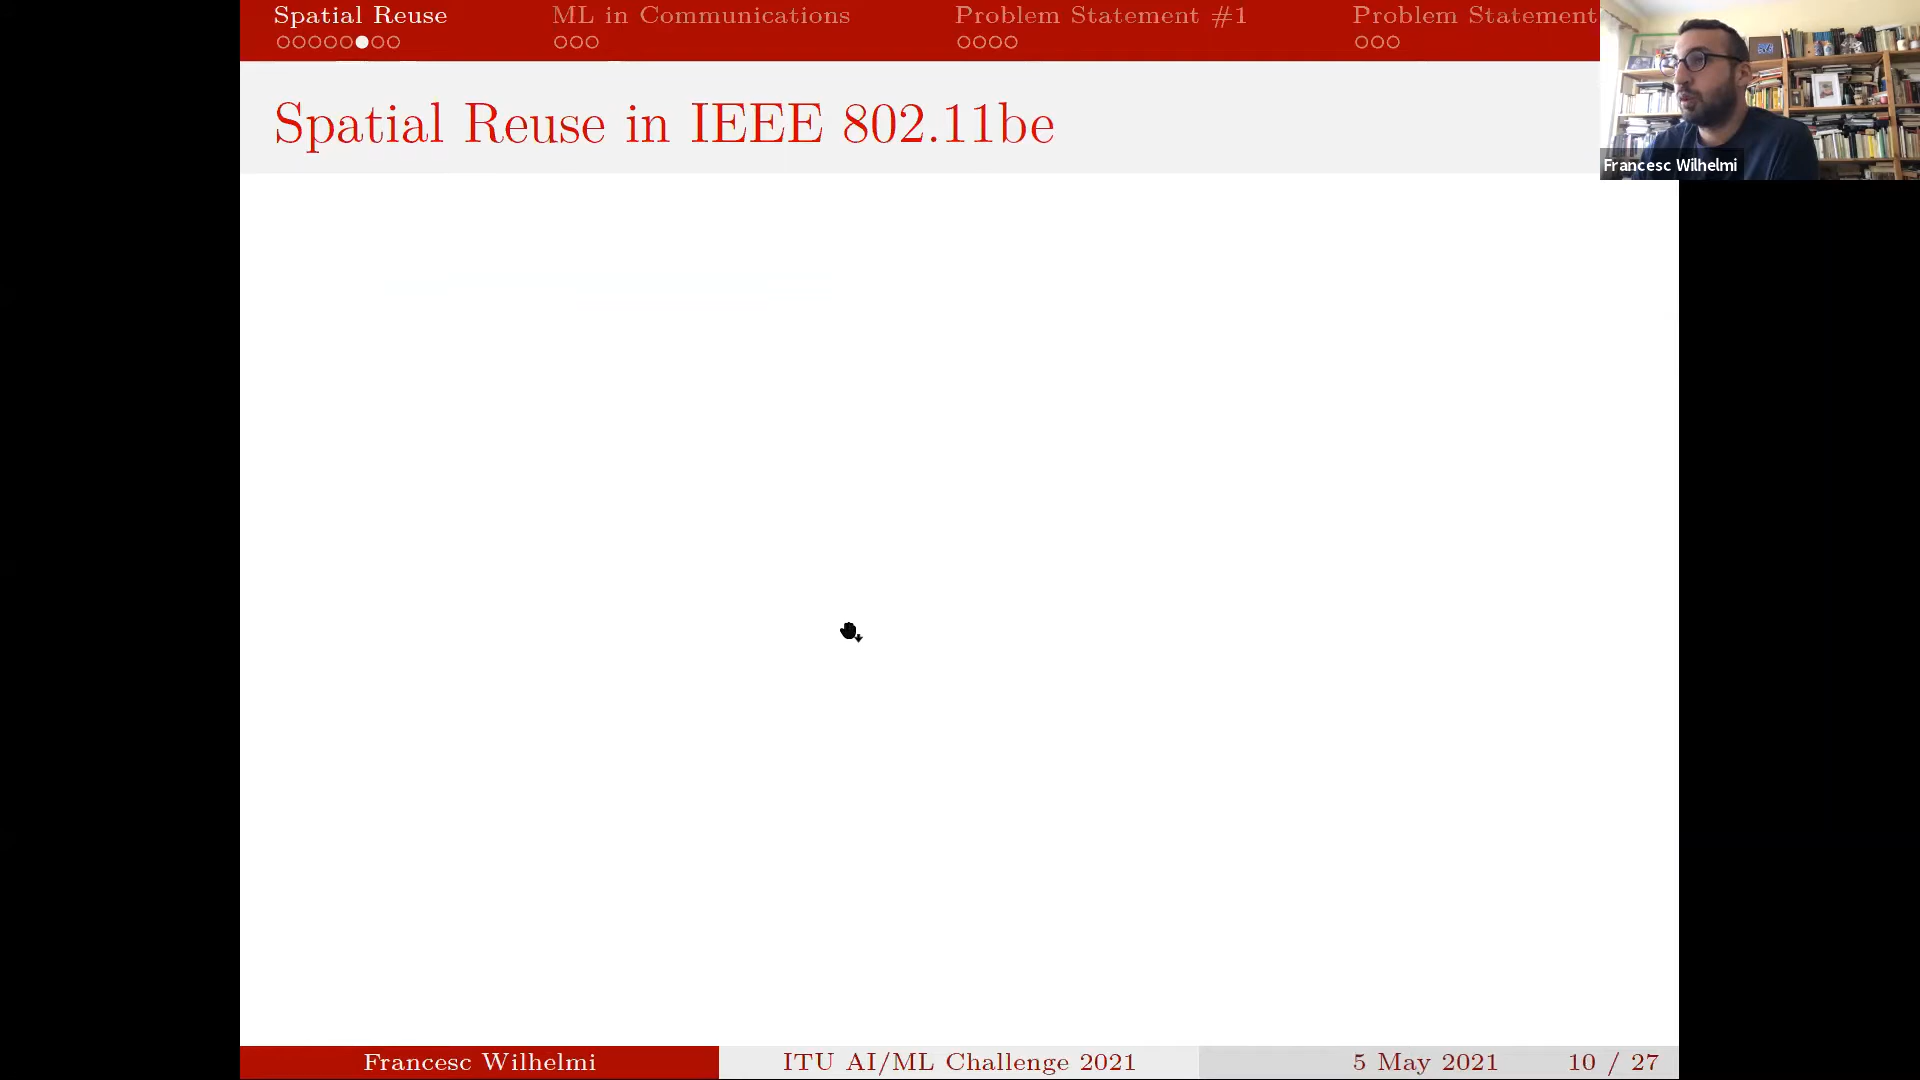 Spatial Reuse
ML in Communications
Problem Statement #1
Problem Statement
Spatial Reuse in IEEE 802.11be
Francesc Wilhelmi
Francesc Wilhelmi
ITU AI/ML Challenge 2021
5 May 2021
10 / 27